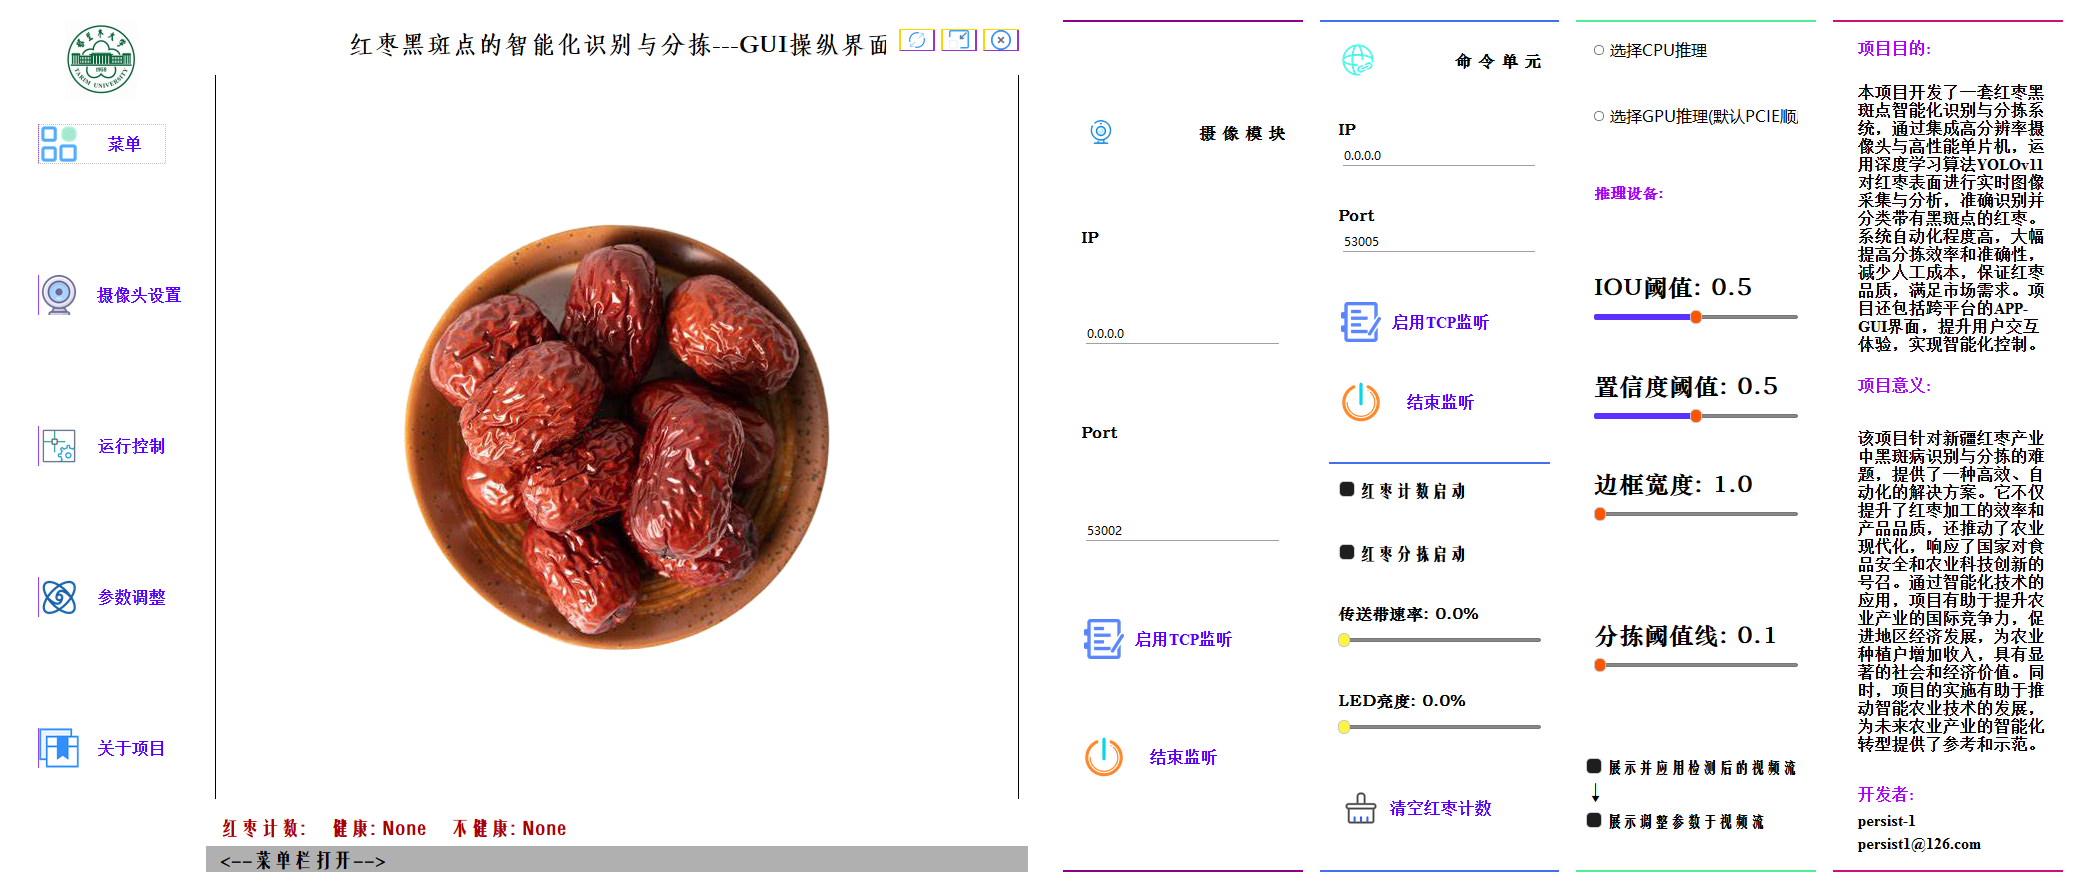 塔里木大学
1958
TARIM UNIVERSITY
红枣黑斑点的智能化识别与分拣---GUI操纵界面
菜单
摄像头设置
运行控制
参数调整
关于项目
红枣计数: 健康: None 不健康: None
<--菜单栏打开-->
摄像模块
IP
0.0.0.0
Port
53002
启用TCP监听
结束监听
命令单元
IP
0.0.0.0
Port
53005
启用TCP监听
结束监听
红枣计数启动
红枣分拣启动
传送带速率: 0.0%
LED亮度: 0.0%
清空红枣计数
选择CPU推理
选择GPU推理(默认PCIE顺
推理设备:
IOU阈值: 0.5
置信度阈值: 0.5
边框宽度: 1.0
分拣阈值线: 0.1
展示并应用检测后的视频流
↓
展示调整参数于视频流
项目目的:
本项目开发了一套红枣黑
斑点智能化识别与分拣系
统，通过集成高分辨率摄
像头与高性能单片机，运
用深度学习算法YOLOv11
对红枣表面进行实时图像
采集与分析，准确识别并
分类带有黑斑点的红枣。
系统自动化程度高，大幅
提高分拣效率和准确性，
减少人工成本，保证红枣
品质，满足市场需求。项
目还包括跨平台的APP-
GUI界面，提升用户交互
体验，实现智能化控制。
项目意义:
该项目针对新疆红枣产业
中黑斑病识别与分拣的难
题，提供了一种高效、自
动化的解决方案。它不仅
提升了红枣加工的效率和
产品品质，还推动了农业
现代化，响应了国家对食
品安全和农业科技创新的
号召。通过智能化技术的
应用，项目有助于提升农
业产业的国际竞争力，促
进地区经济发展，为农业
种植户增加收入，具有显
著的社会和经济价值。同
时，项目的实施有助于推
动智能农业技术的发展，
为未来农业产业的智能化
转型提供了参考和示范。
开发者:
persist-1
persist1@126.com